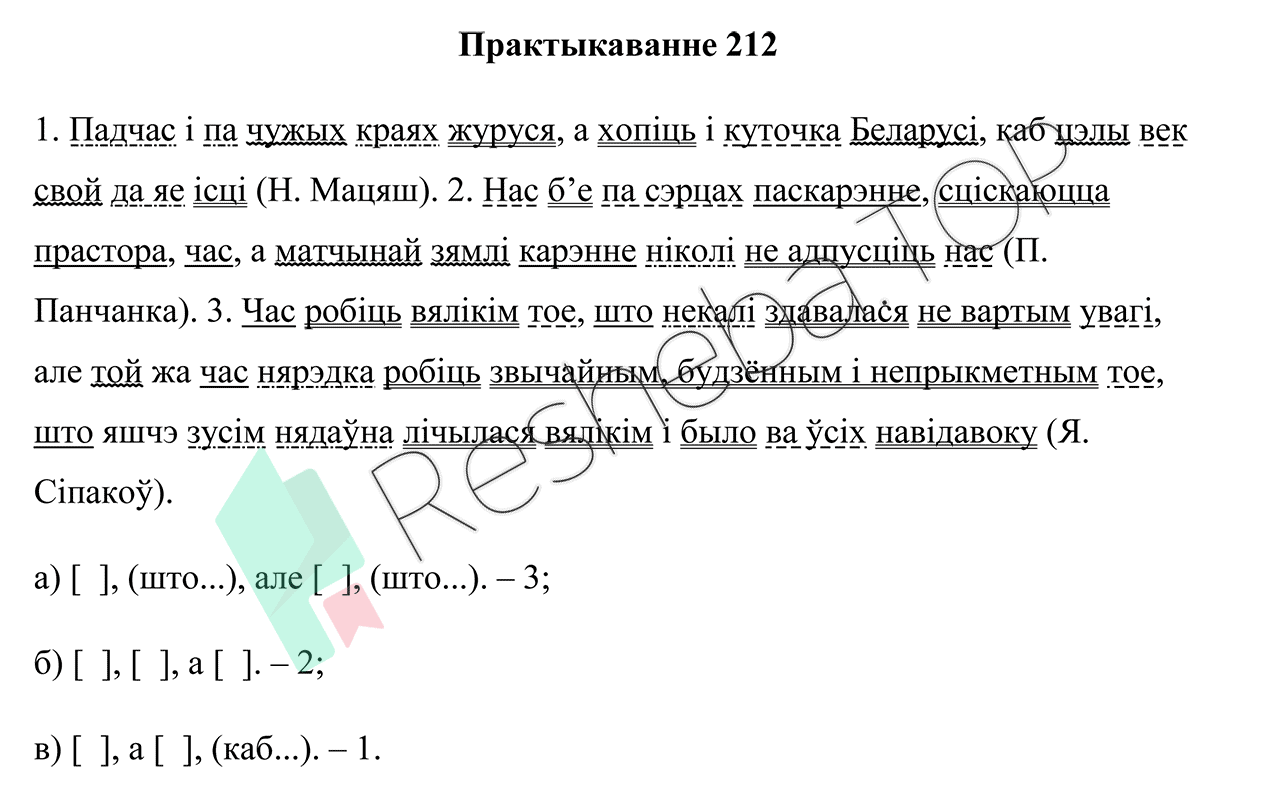 Практыкаванне 212
1. Падчас і па чужых краях журуся, а хопіць і куточка Беларусі, каб цэлы век
свой да яе ісці (Н. Мацяш). 2. Нас б’е па сэрцах паскарэнне, сціскаюцца
прастора, час, а матчынай зямлі карэнне ніколі не адпусціць нас (П.
Панчанка). 3. Час робіць вялікім тое, што некалі здавалася не вартым увагі,
але той жа час нярэдка робіць звычайным, будзённым і непрыкметным тое,
што яшчэ зусім нядаўна лічылася вялікім і было ва ўсіх навідавоку (Я.
Сіпакоў).
а) [  ], (што...), але [  ], (што...). – 3;
б) [  ], [  ], а [  ]. – 2;
в) [  ], а [  ], (каб...). – 1.
Resheba.TOP